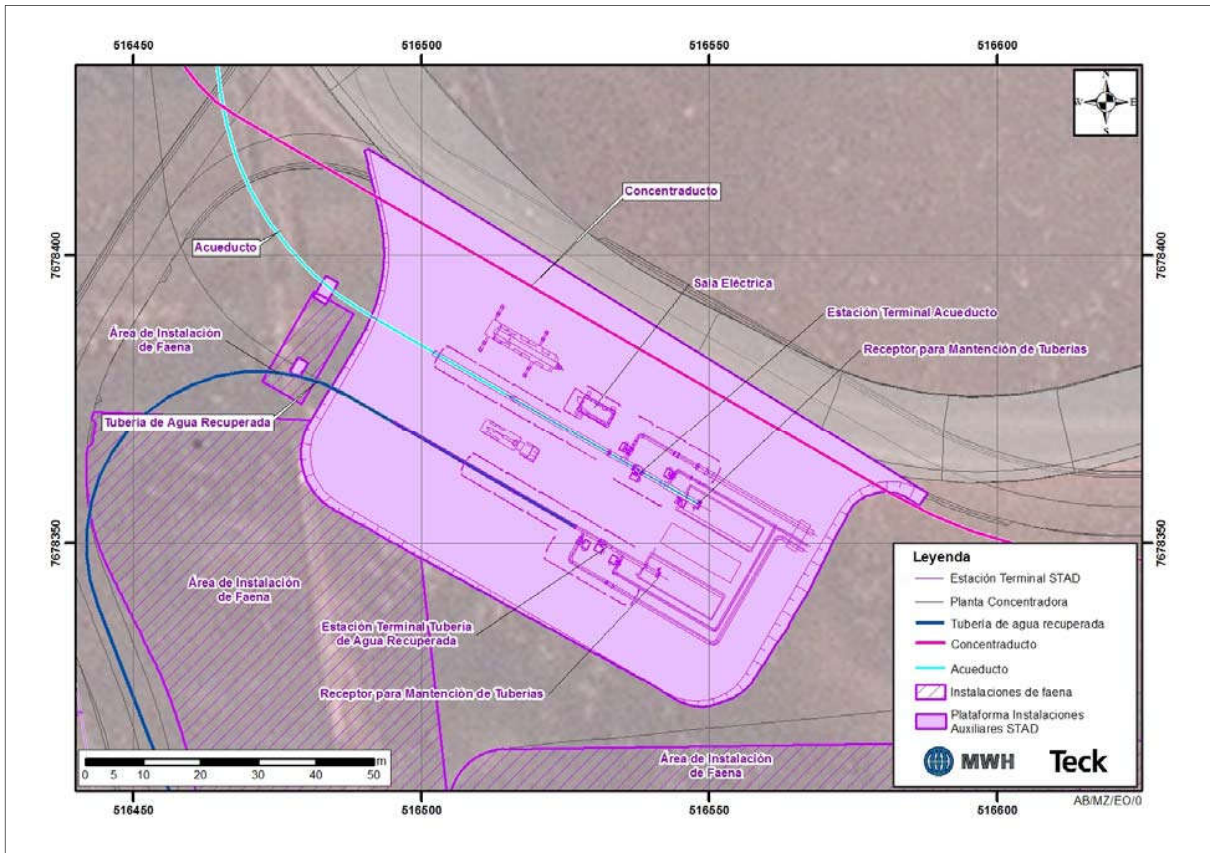 516450
516500
516550
516600
N
W
E
S
Concentraducto
Acueducto
7678400
7678400
Sala Eléctrica
Estación Terminal Acueducto
Área de Instalación
de Faena
Receptor para Mantención de Tuberías
Tubería de Agua Recuperada
7678350
7678350
Área de Instalación
de Faena
Estación Terminal Tubería
de Agua Recuperada
Receptor para Mantención de Tuberías
Área de Instalación
de Faena
Leyenda
Estación Terminal STAD
Planta Concentradora
Tubería de agua recuperada
Concentraducto
Acueducto
Instalaciones de faena
Plataforma Instalaciones
Auxiliares STAD
MWH
Teck
m
0 5 10 20 30 40 50
AB/MZ/EO/0
516450
516500
516550
516600